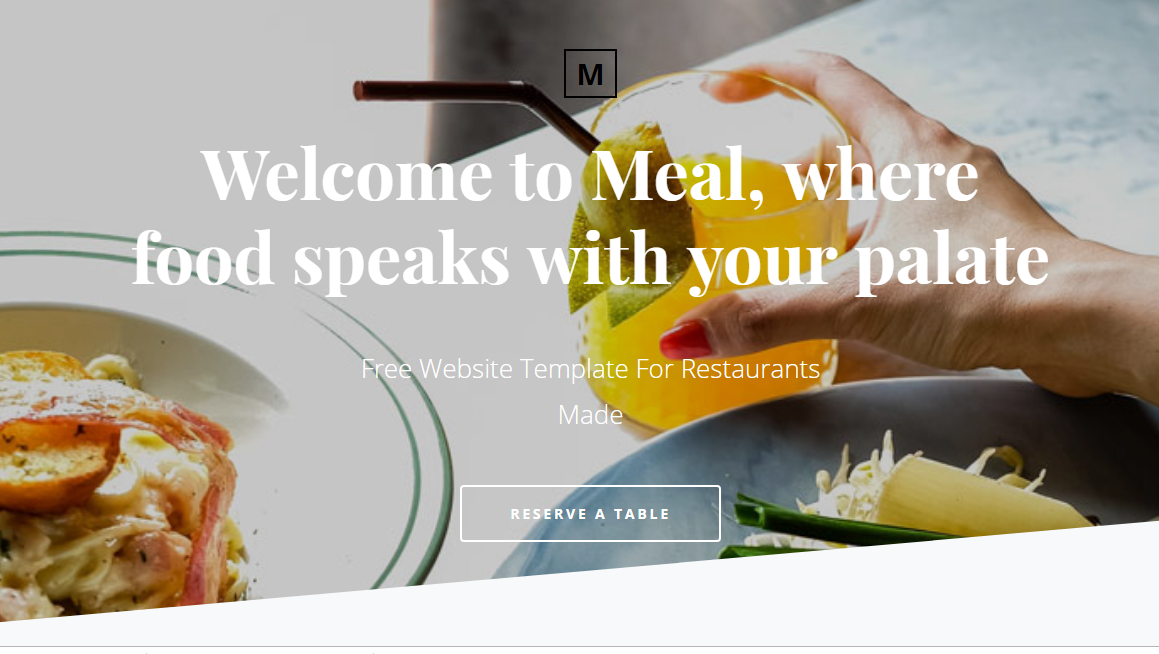 M
Welcome to Meal, where
food speaks with your palate
Free Website Template For Restaurants
Made
RESERVE A TABLE